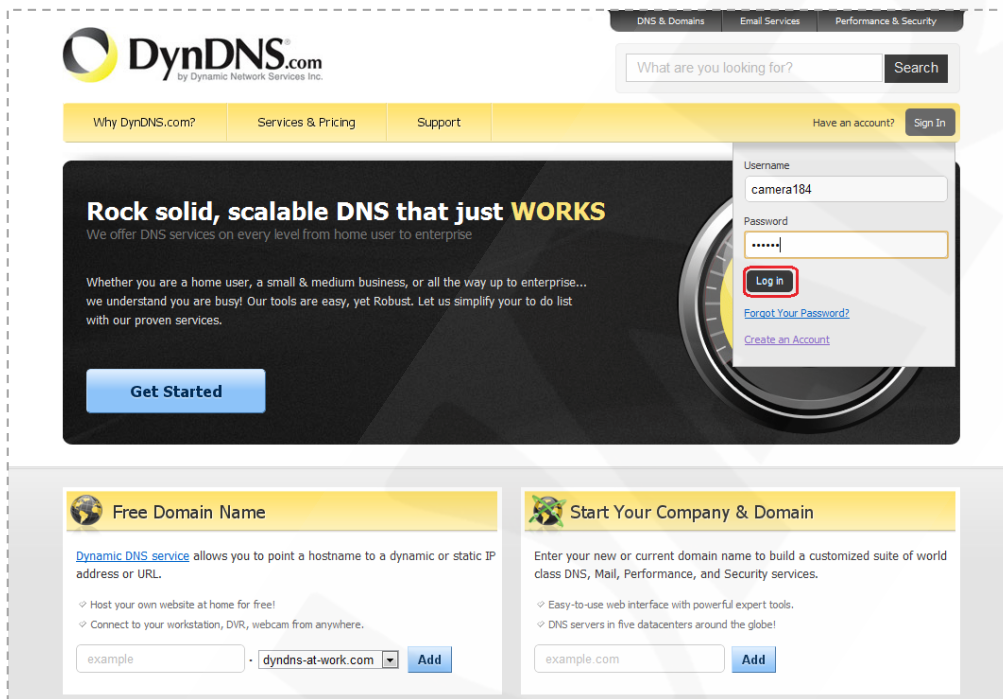 DNS & Domains Email Services Performance & Security
DynDNS.com
by Dynamic Network Services Inc.
What are you looking for? Search
Why DynDNS.com? Services & Pricing Support Have an account? Sign In
Username
camera184
Password
••••••
Log in
Forgot Your Password?
Create an Account
Rock solid, scalable DNS that just WORKS
We offer DNS services on every level from home user to enterprise
Whether you are a home user, a small & medium business, or all the way up to enterprise...
we understand you are busy! Our tools are easy, yet Robust. Let us simplify your to do list
with our proven services.
Get Started
Free Domain Name
Dynamic DNS service allows you to point a hostname to a dynamic or static IP
address or URL.
Host your own website at home for free!
Connect to your workstation, DVR, webcam from anywhere.
example . dyndns-at-work.com Add
Start Your Company & Domain
Enter your new or current domain name to build a customized suite of world
class DNS, Mail, Performance, and Security services.
Easy-to-use web interface with powerful expert tools.
DNS servers in five datacenters around the globe!
example.com Add